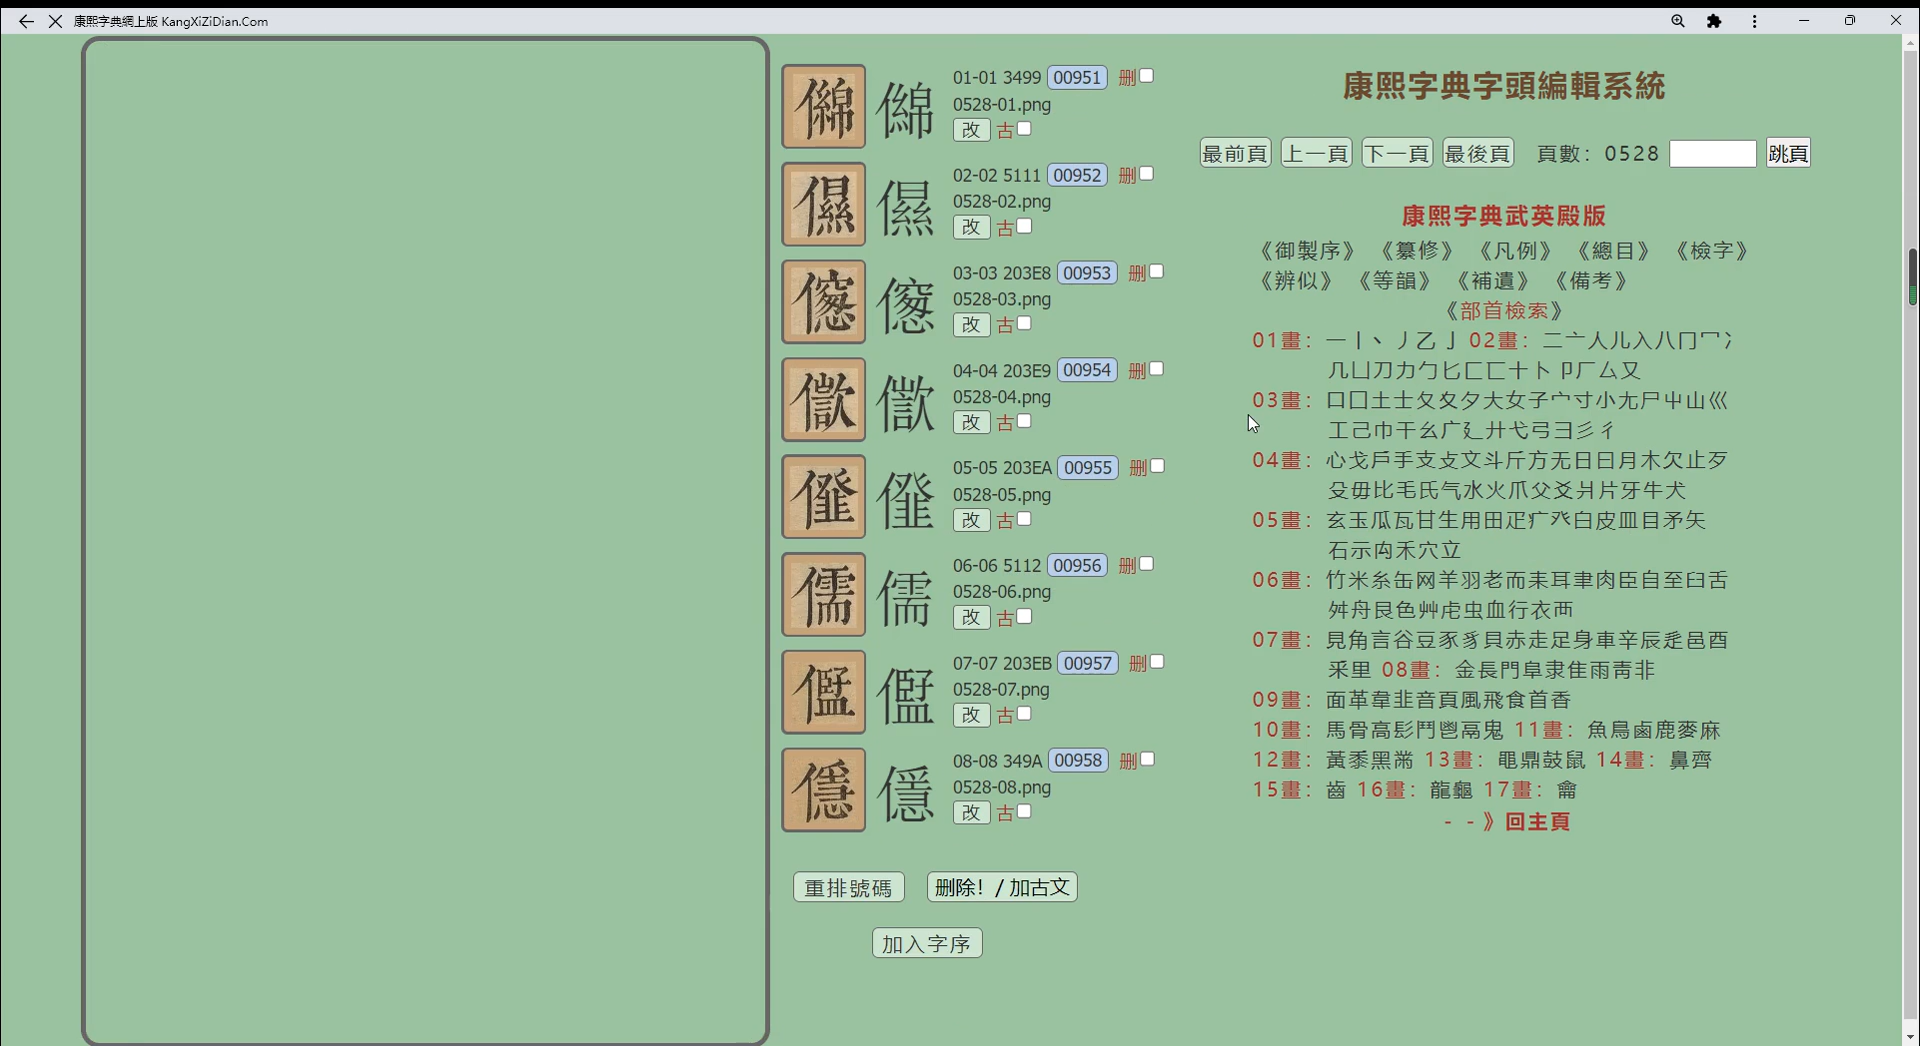 康熙字典網上版 KangXiZiDian.Com
㒙 㒙 01-01 3499 00951 刪
0528-01.png
改 古
儑 儑 02-02 5111 00952 刪
0528-02.png
改 古
𠏨 𠏨 03-03 203E8 00953 刪
0528-03.png
改 古
𠏩 𠏩 04-04 203E9 00954 刪
0528-04.png
改 古
𠏪 𠏪 05-05 203EA 00955 刪
0528-05.png
改 古
儒 儒 06-06 5112 00956 刪
0528-06.png
改 古
𠏫 𠏫 07-07 203EB 00957 刪
0528-07.png
改 古
㒚 㒚 08-08 349A 00958 刪
0528-08.png
改 古
重排號碼 刪除！/ 加古文
加入字序
康熙字典字頭編輯系統
最前頁 上一頁 下一頁 最後頁 頁數：0528 跳頁
康熙字典武英殿版
《御製序》 《纂修》 《凡例》 《總目》 《檢字》
《辨似》 《等韻》 《補遺》 《備考》
《部首檢索》
01畫：一丨丶丿乙亅 02畫：二亠人儿入八冂冖冫
几凵刀力勹匕匚匸十卜卩厂厶又
03畫：口囗土士夂夊夕大女子宀寸小尢尸屮山巛
工己巾干幺广廴廾弋弓彐彡彳
04畫：心戈戶手支攴文斗斤方无日曰月木欠止歹
殳毋比毛氏气水火爪父爻爿片牙牛犬
05畫：玄玉瓜瓦甘生用田疋疒癶白皮皿目矛矢
石示禸禾穴立
06畫：竹米糸缶网羊羽老而耒耳聿肉臣自至臼舌
舛舟艮色艸虍虫血行衣襾
07畫：見角言谷豆豕豸貝赤走足身車辛辰辵邑酉
釆里 08畫：金長門阜隶隹雨靑非
09畫：面革韋韭音頁風飛食首香
10畫：馬骨高髟鬥鬯鬲鬼 11畫：魚鳥鹵鹿麥麻
12畫：黃黍黑黹 13畫：黽鼎鼓鼠 14畫：鼻齊
15畫：齒 16畫：龍龜 17畫：龠
- - 》回主頁